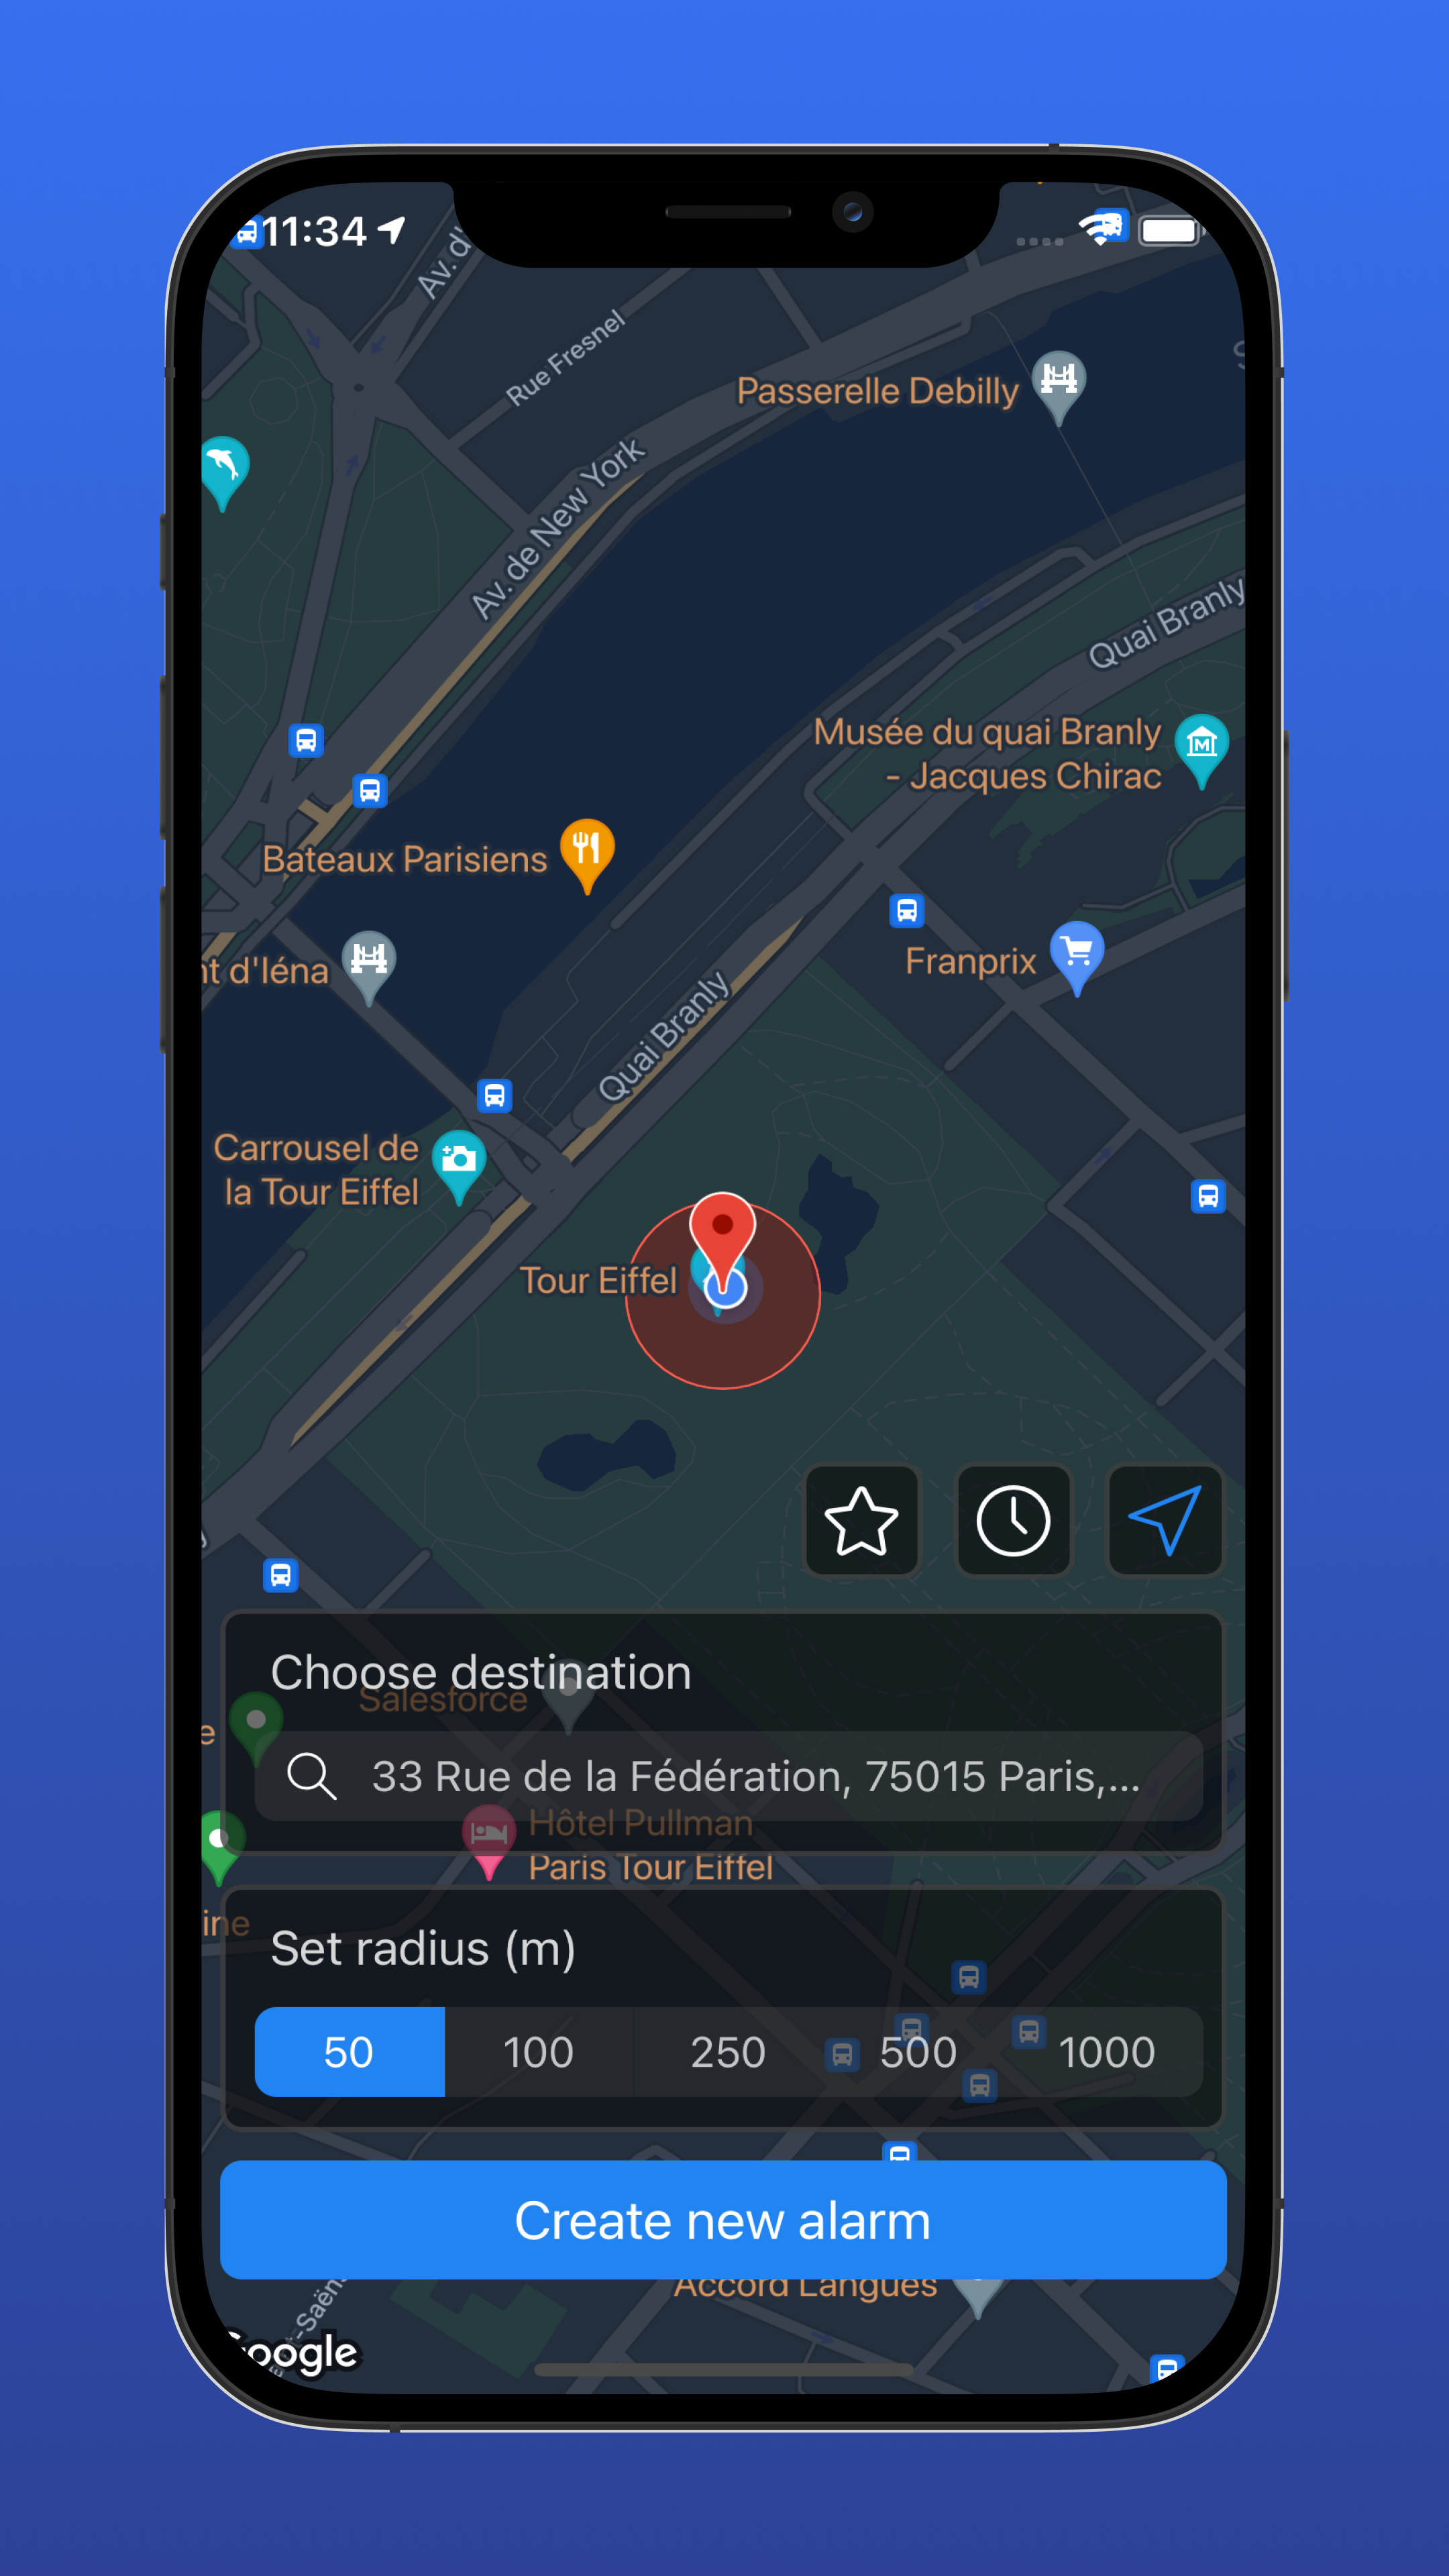 11:34
Av. d'
Rue Fresnel
Passerelle Debilly
Av. de New York
Quai Branly
Musée du quai Branly
- Jacques Chirac
Bateaux Parisiens
Franprix
nt d'Iéna
Quai Branly
Carrousel de
la Tour Eiffel
Tour Eiffel
Choose destination
Salesforce
e
33 Rue de la Fédération, 75015 Paris,...
Hôtel Pullman
Paris Tour Eiffel
ine
Set radius (m)
50 100 250 500 1000
Create new alarm
Accord Langues
-Saëns
Google